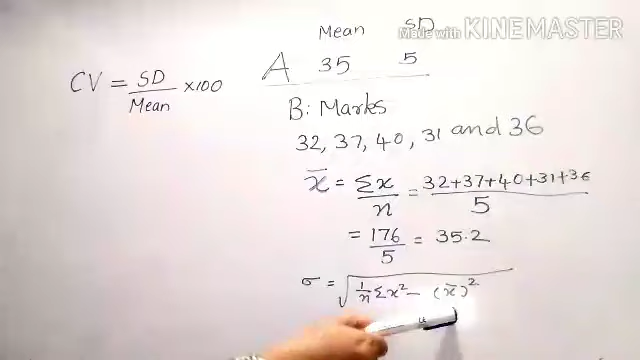 Mean SD
Made with KINEMASTER
A 35 5
CV = SD/Mean ×100
B: Marks
32, 37, 40, 31 and 36
x̄ = Σx/n = 32+37+40+31+36/5
= 176/5 = 35.2
σ = √(1/n Σx² − (x̄)²)